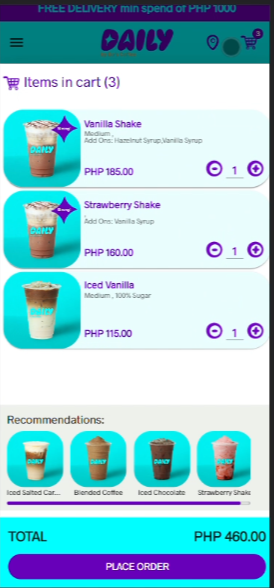 FREE DELIVERY min spend of PHP 1000
DAILY
3
Items in cart (3)
Vanilla Shake
Medium ,
Add Ons: Hazelnut Syrup,Vanilla Syrup
PHP 185.00
1
Strawberry Shake
,
Add Ons: Vanilla Syrup
PHP 160.00
1
Iced Vanilla
Medium , 100% Sugar
PHP 115.00
1
Recommendations:
Iced Salted Car...
Blended Coffee
Iced Chocolate
Strawberry Shake
TOTAL
PHP 460.00
PLACE ORDER